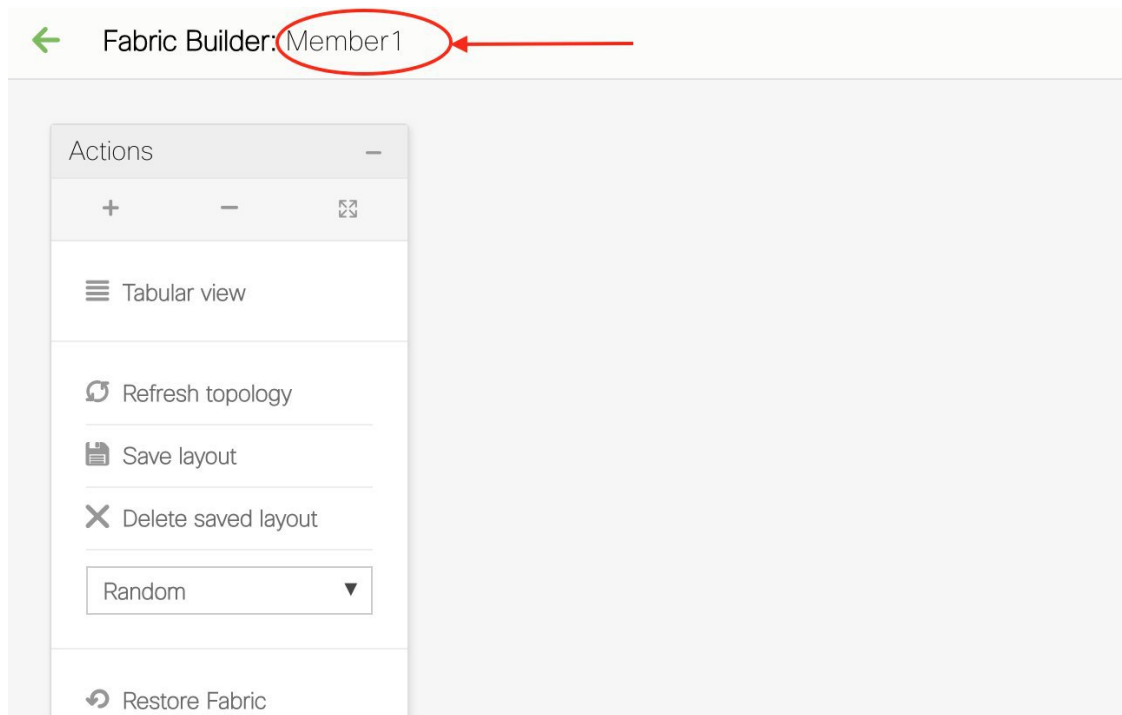 Fabric Builder: Member1
Actions
Tabular view
Refresh topology
Save layout
Delete saved layout
Random
Restore Fabric